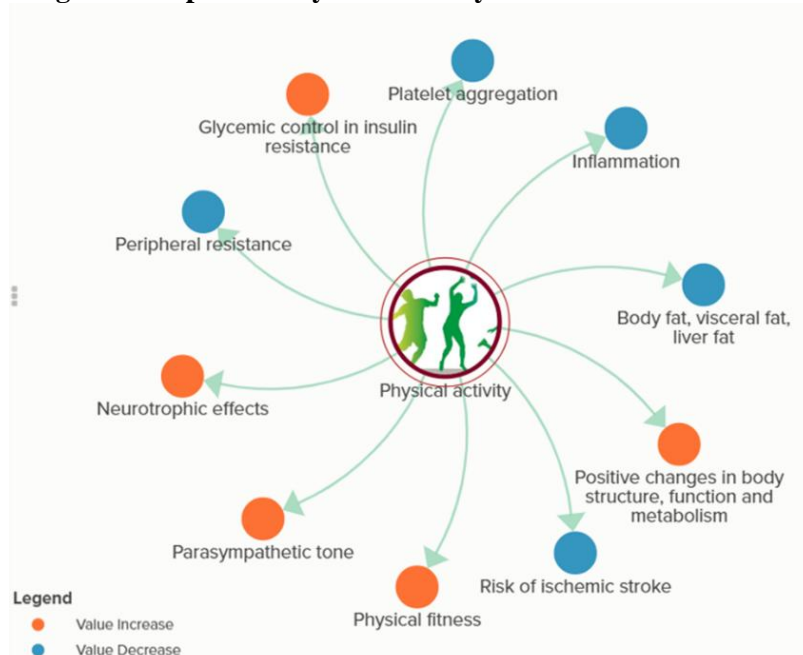 Platelet aggregation
Glycemic control in insulin
resistance
Inflammation
Peripheral resistance
Body fat, visceral fat,
liver fat
Physical activity
Neurotrophic effects
Positive changes in body
structure, function and
metabolism
Parasympathetic tone
Risk of ischemic stroke
Physical fitness
Legend
Value Increase
Value Decrease